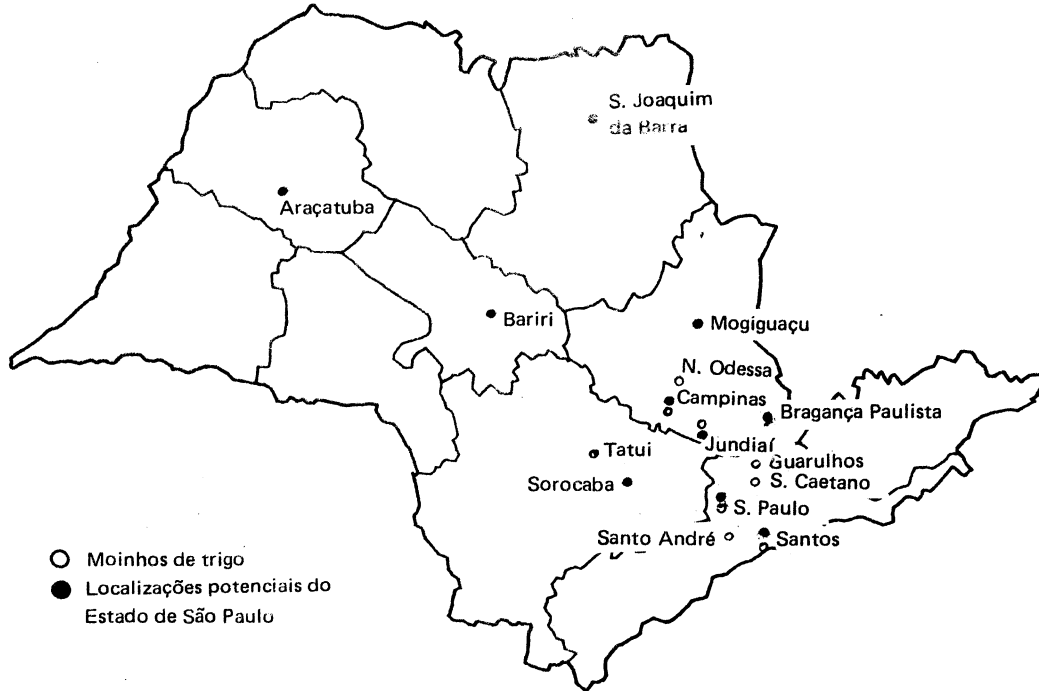 S. Joaquim
da Barra
Araçatuba
Bariri
Mogiguaçu
N. Odessa
Campinas
Bragança Paulista
Jundiaí
Tatui
Guarulhos
Sorocaba
S. Caetano
S. Paulo
Santo André
Santos
Moinhos de trigo
Localizações potenciais do
Estado de São Paulo